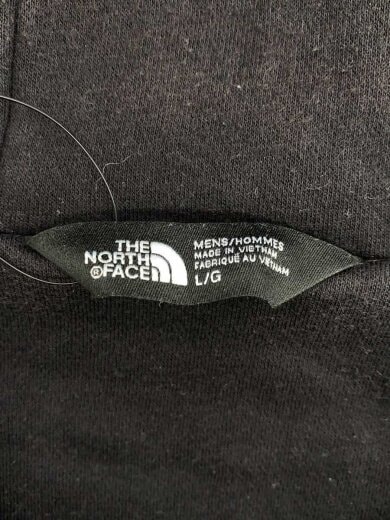 THE
NORTH
®FACE
MENS/HOMMES
MADE IN VIETNAM
FABRIQUÉ AU VIETNAM
L/G